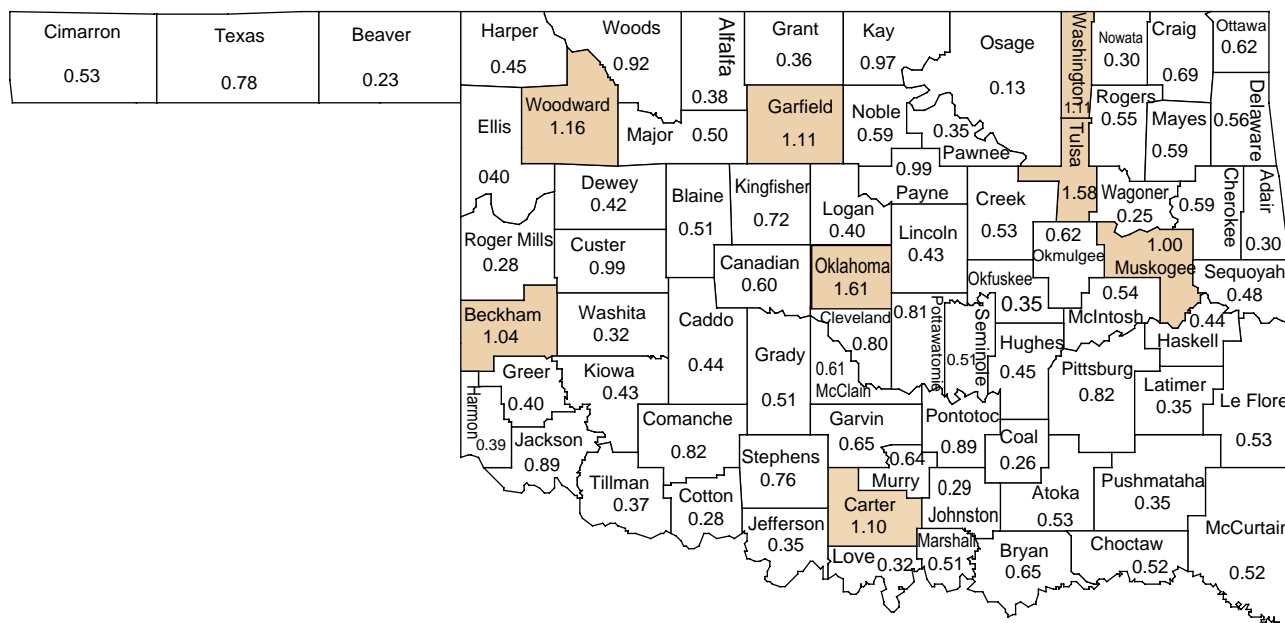 Cimarron
0.53
Texas
0.78
Beaver
0.23
Harper
0.45
Woods
0.92
Alfalfa
0.38
Grant
0.36
Kay
0.97
Osage
0.13
Washington
1.11
Nowata
0.30
Craig
0.69
Ottawa
0.62
Woodward
1.16
Ellis
040
Major
0.50
Garfield
1.11
Noble
0.59
0.35
Pawnee
Tulsa
1.58
Rogers
0.55
Mayes
0.59
Delaware
0.56
Dewey
0.42
Blaine
0.51
Kingfisher
0.72
Logan
0.40
0.99
Payne
Creek
0.53
Wagoner
0.25
0.59
Cherokee
Adair
0.30
Roger Mills
0.28
Custer
0.99
Canadian
0.60
Oklahoma
1.61
Lincoln
0.43
0.62
Okmulgee
1.00
Muskogee
Sequoyah
0.48
Beckham
1.04
Washita
0.32
Caddo
0.44
Grady
0.51
Cleveland
0.80
0.81
Pottawatomie
Seminole
0.51
Okfuskee
0.35
0.54
McIntosh
0.44
Haskell
Greer
0.40
Kiowa
0.43
0.61
McClain
Hughes
0.45
Pittsburg
0.82
Latimer
0.35
Le Flore
0.53
Harmon
0.39
Jackson
0.89
Comanche
0.82
Garvin
0.65
Pontotoc
0.89
Coal
0.26
Tillman
0.37
Cotton
0.28
Stephens
0.76
0.64
Murry
0.29
Johnston
Atoka
0.53
Pushmataha
0.35
McCurtain
0.52
Carter
1.10
Jefferson
0.35
Love
0.32
Marshall
0.51
Bryan
0.65
Choctaw
0.52